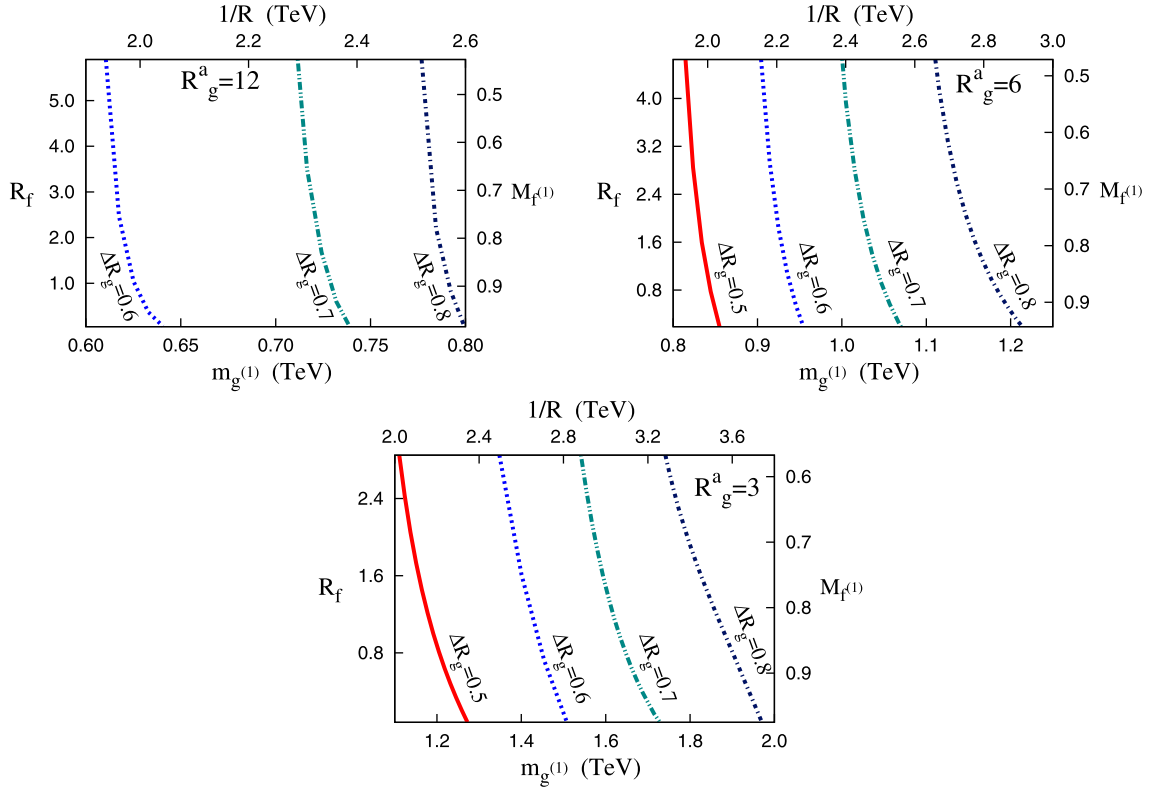 1/R (TeV)
2.0 2.2 2.4 2.6
R^a_g=12
5.0
4.0
3.0
2.0
1.0
R_f
0.5
0.6
0.7
0.8
0.9
M_f(1)
ΔR_g=0.6
ΔR_g=0.7
ΔR_g=0.8
0.60 0.65 0.70 0.75 0.80
m_g(1) (TeV)
1/R (TeV)
2.0 2.2 2.4 2.6 2.8 3.0
R^a_g=6
4.0
3.2
2.4
1.6
0.8
R_f
0.5
0.6
0.7
0.8
0.9
M_f(1)
ΔR_g=0.5
ΔR_g=0.6
ΔR_g=0.7
ΔR_g=0.8
0.8 0.9 1.0 1.1 1.2
m_g(1) (TeV)
1/R (TeV)
2.0 2.4 2.8 3.2 3.6
R^a_g=3
2.4
1.6
0.8
R_f
0.6
0.7
0.8
0.9
M_f(1)
ΔR_g=0.5
ΔR_g=0.6
ΔR_g=0.7
ΔR_g=0.8
1.2 1.4 1.6 1.8 2.0
m_g(1) (TeV)